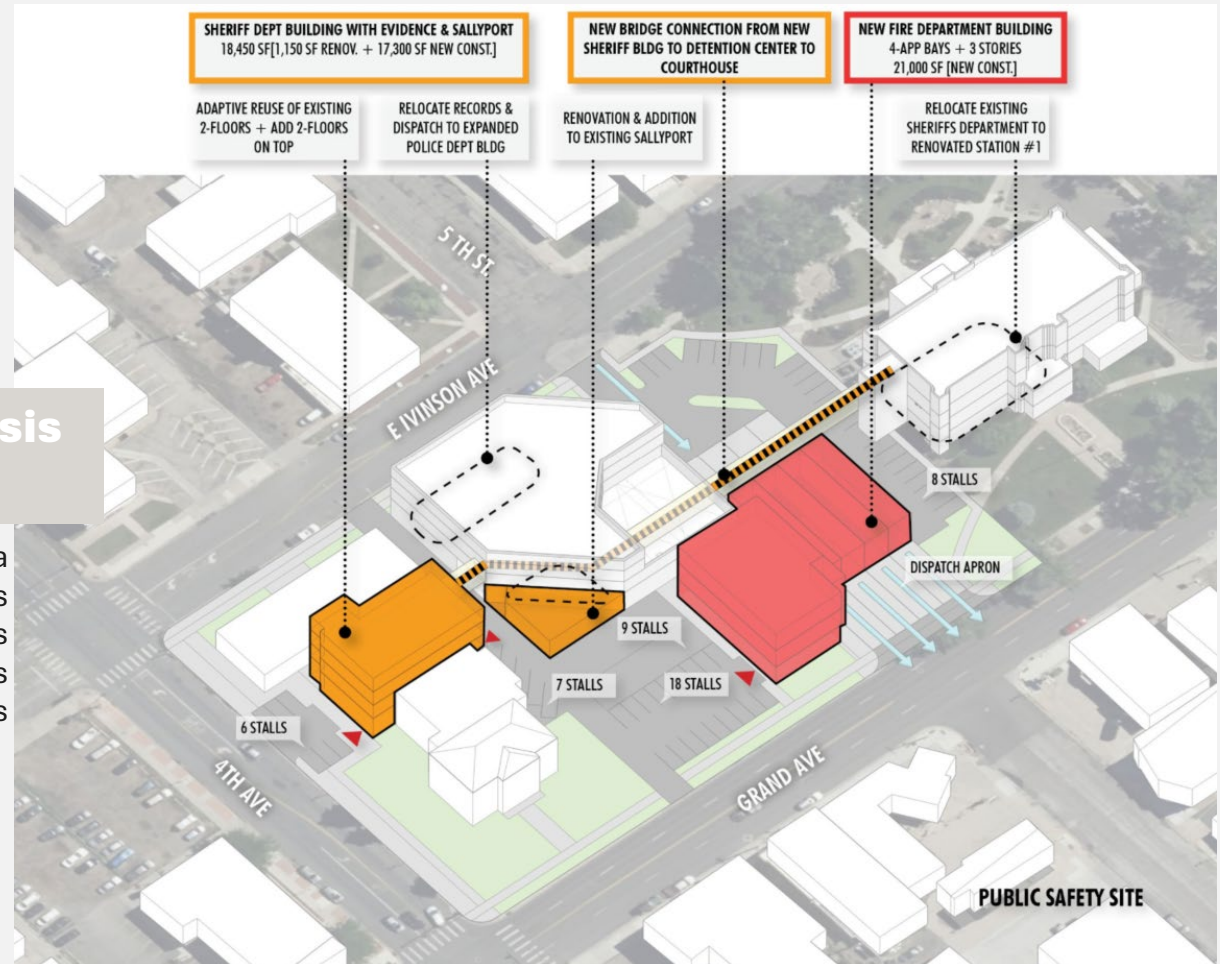 SHERIFF DEPT BUILDING WITH EVIDENCE & SALLYPORT
18,450 SF[1,150 SF RENOV. + 17,300 SF NEW CONST.]
NEW BRIDGE CONNECTION FROM NEW
SHERIFF BLDG TO DETENTION CENTER TO
COURTHOUSE
NEW FIRE DEPARTMENT BUILDING
4-APP BAYS + 3 STORIES
21,000 SF [NEW CONST.]
ADAPTIVE REUSE OF EXISTING
2-FLOORS + ADD 2-FLOORS
ON TOP
RELOCATE RECORDS &
DISPATCH TO EXPANDED
POLICE DEPT BLDG
RENOVATION & ADDITION
TO EXISTING SALLYPORT
RELOCATE EXISTING
SHERIFFS DEPARTMENT TO
RENOVATED STATION #1
5 TH ST.
E IVINSON AVE
sis
a
s
s
s
s
8 STALLS
DISPATCH APRON
9 STALLS
7 STALLS
18 STALLS
6 STALLS
4TH AVE
GRAND AVE
PUBLIC SAFETY SITE